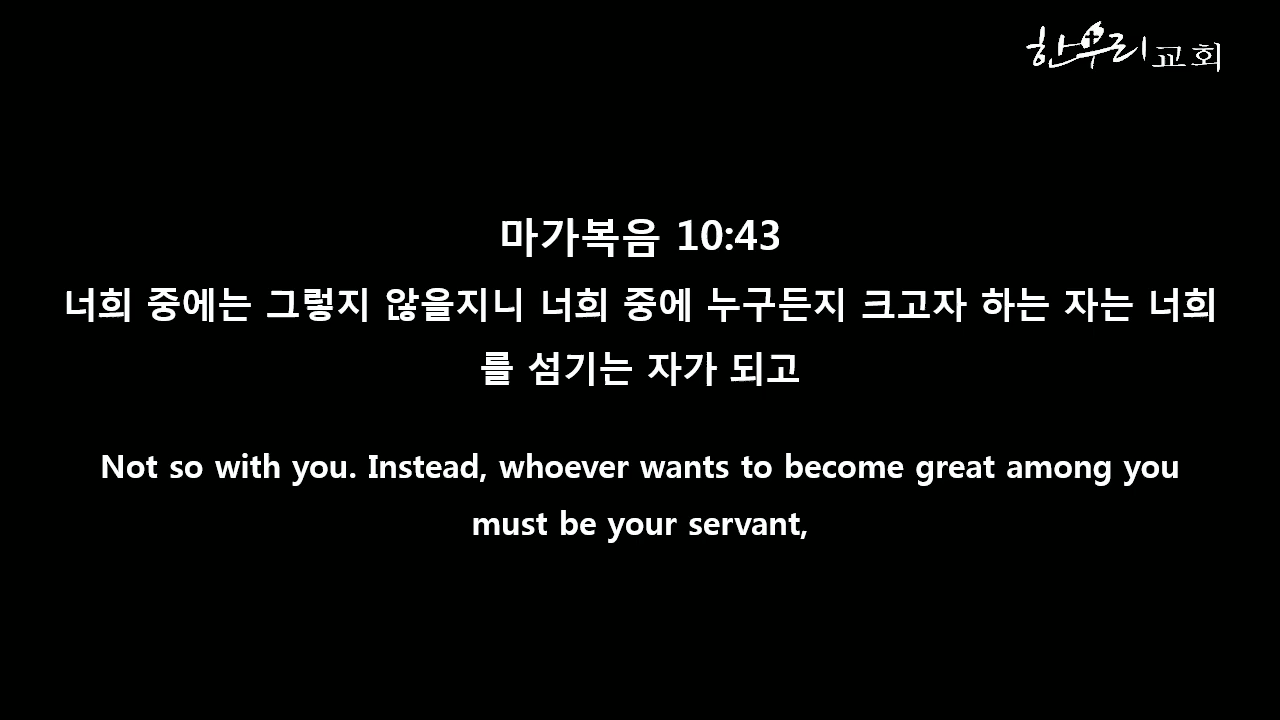 한우리교회
마가복음 10:43
너희 중에는 그렇지 않을지니 너희 중에 누구든지 크고자 하는 자는 너희
를 섬기는 자가 되고
Not so with you. Instead, whoever wants to become great among you
must be your servant,